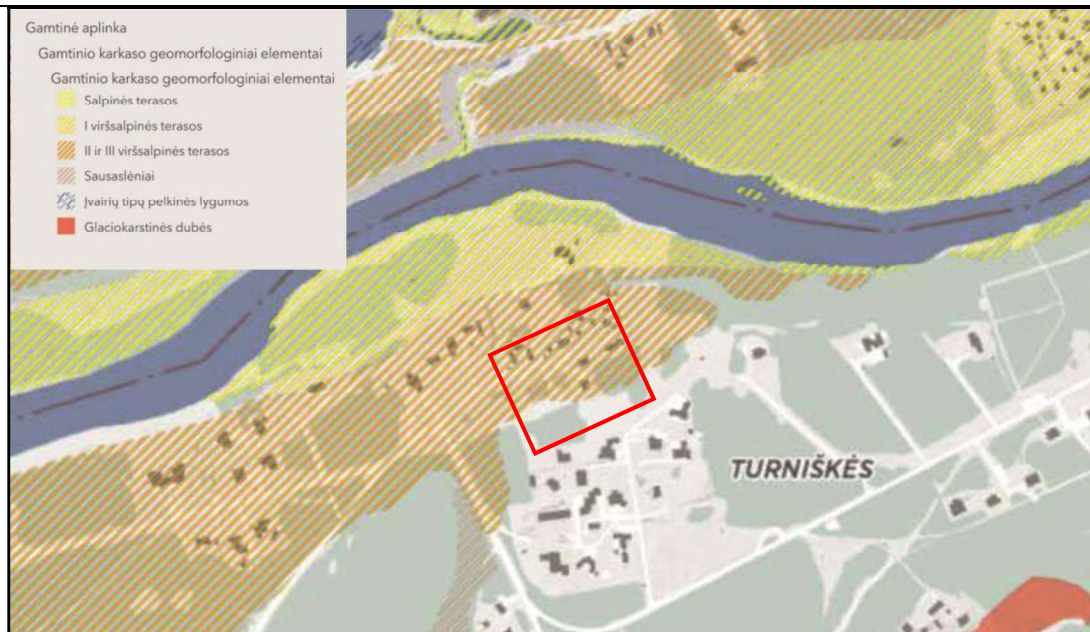 Gamtinė aplinka
Gamtinio karkaso geomorfologiniai elementai
Gamtinio karkaso geomorfologiniai elementai
Salpinės terasos
I viršsalpinės terasos
II ir III viršsalpinės terasos
Sausaslėniai
Įvairių tipų pelkinės lygumos
Glaciokarstinės dubės
TURNIŠKĖS